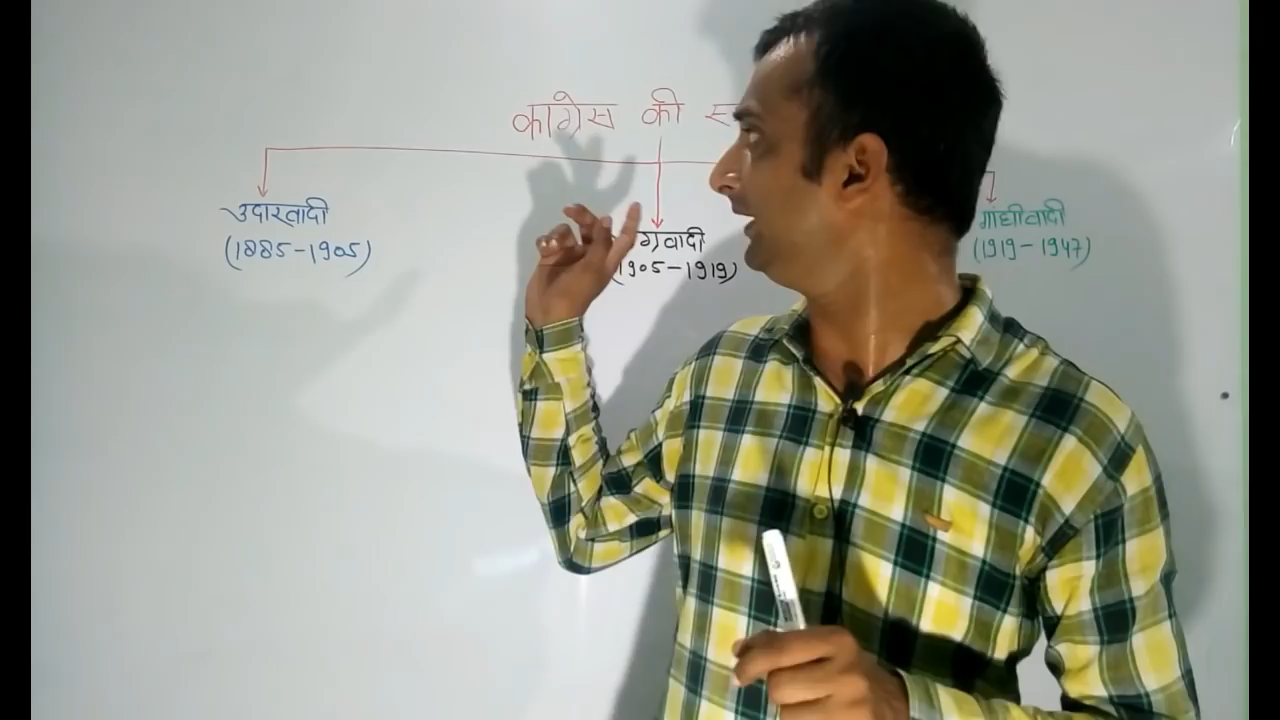 कांग्रेस की
उदारवादी
(1885-1905)
(1905-1919)
गांधीवादी
(1919-1947)